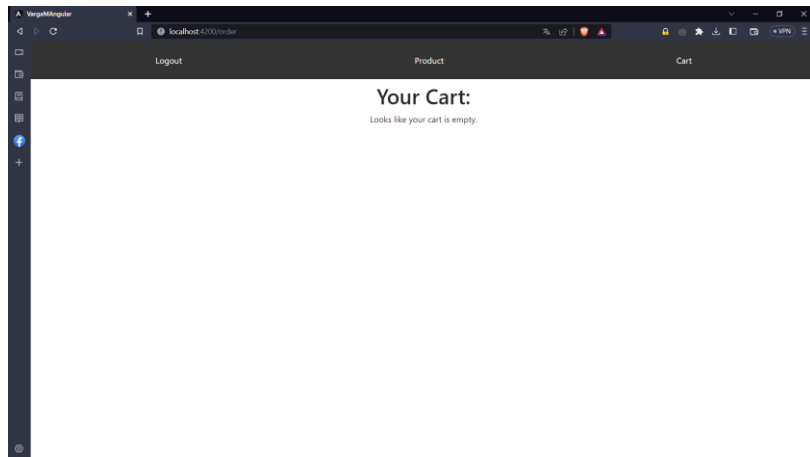 VargaMAngular
localhost:4200/order
VPN
Logout Product Cart
Your Cart:
Looks like your cart is empty.